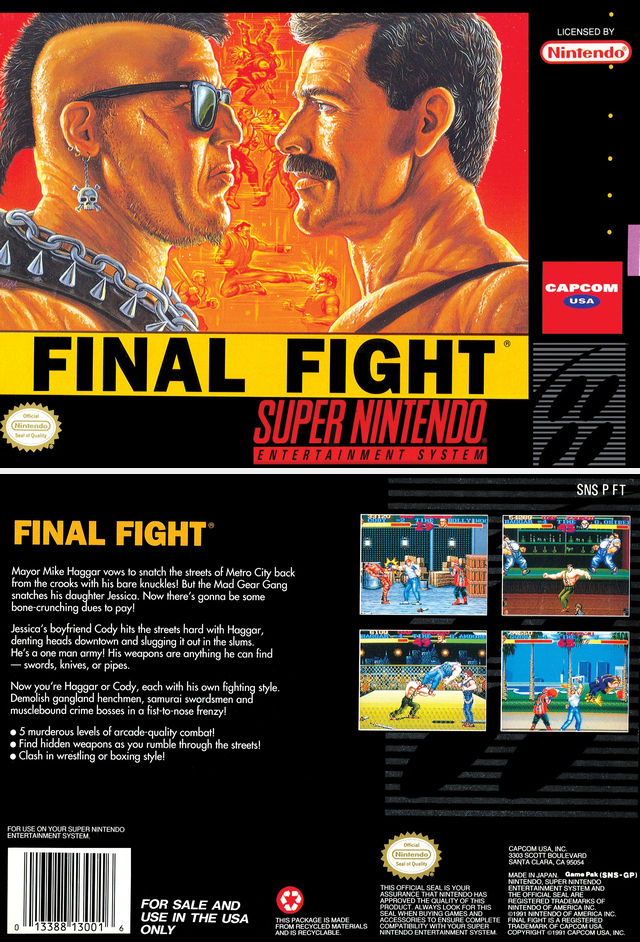 LICENSED BY
Nintendo®
CAPCOM
USA
FINAL FIGHT®
Official
Nintendo
Seal of Quality
SUPER NINTENDO®
ENTERTAINMENT SYSTEM
SNS P FT
FINAL FIGHT®
Mayor Mike Haggar vows to snatch the streets of Metro City back
from the crooks with his bare knuckles! But the Mad Gear Gang
snatches his daughter Jessica. Now there's gonna be some
bone-crunching dues to pay!
Jessica's boyfriend Cody hits the streets hard with Haggar,
denting heads downtown and slugging it out in the slums.
He's a one man army! His weapons are anything he can find
— swords, knives, or pipes.
Now you're Haggar or Cody, each with his own fighting style.
Demolish gangland henchmen, samurai swordsmen and
musclebound crime bosses in a fist-to-nose frenzy!
● 5 murderous levels of arcade-quality combat!
● Find hidden weapons as you rumble through the streets!
● Clash in wrestling or boxing style!
FOR USE ON YOUR SUPER NINTENDO
ENTERTAINMENT SYSTEM.
0 13388 13001 6
FOR SALE AND
USE IN THE USA
ONLY
THIS PACKAGE IS MADE
FROM RECYCLED MATERIALS
AND IS RECYCLABLE.
Official
Nintendo
Seal of Quality
THIS OFFICIAL SEAL IS YOUR
ASSURANCE THAT NINTENDO HAS
APPROVED THE QUALITY OF THIS
PRODUCT. ALWAYS LOOK FOR THIS
SEAL WHEN BUYING GAMES AND
ACCESSORIES TO ENSURE COMPLETE
COMPATIBILITY WITH YOUR SUPER
NINTENDO ENTERTAINMENT SYSTEM.
CAPCOM USA, INC.
3303 SCOTT BOULEVARD
SANTA CLARA, CA 95054
MADE IN JAPAN. Game Pak (SNS-GP)
NINTENDO, SUPER NINTENDO
ENTERTAINMENT SYSTEM AND
THE OFFICIAL SEAL ARE
REGISTERED TRADEMARKS OF
NINTENDO OF AMERICA INC.
©1991 NINTENDO OF AMERICA INC.
FINAL FIGHT IS A REGISTERED
TRADEMARK OF CAPCOM USA.
COPYRIGHT ©1991 CAPCOM USA, INC.